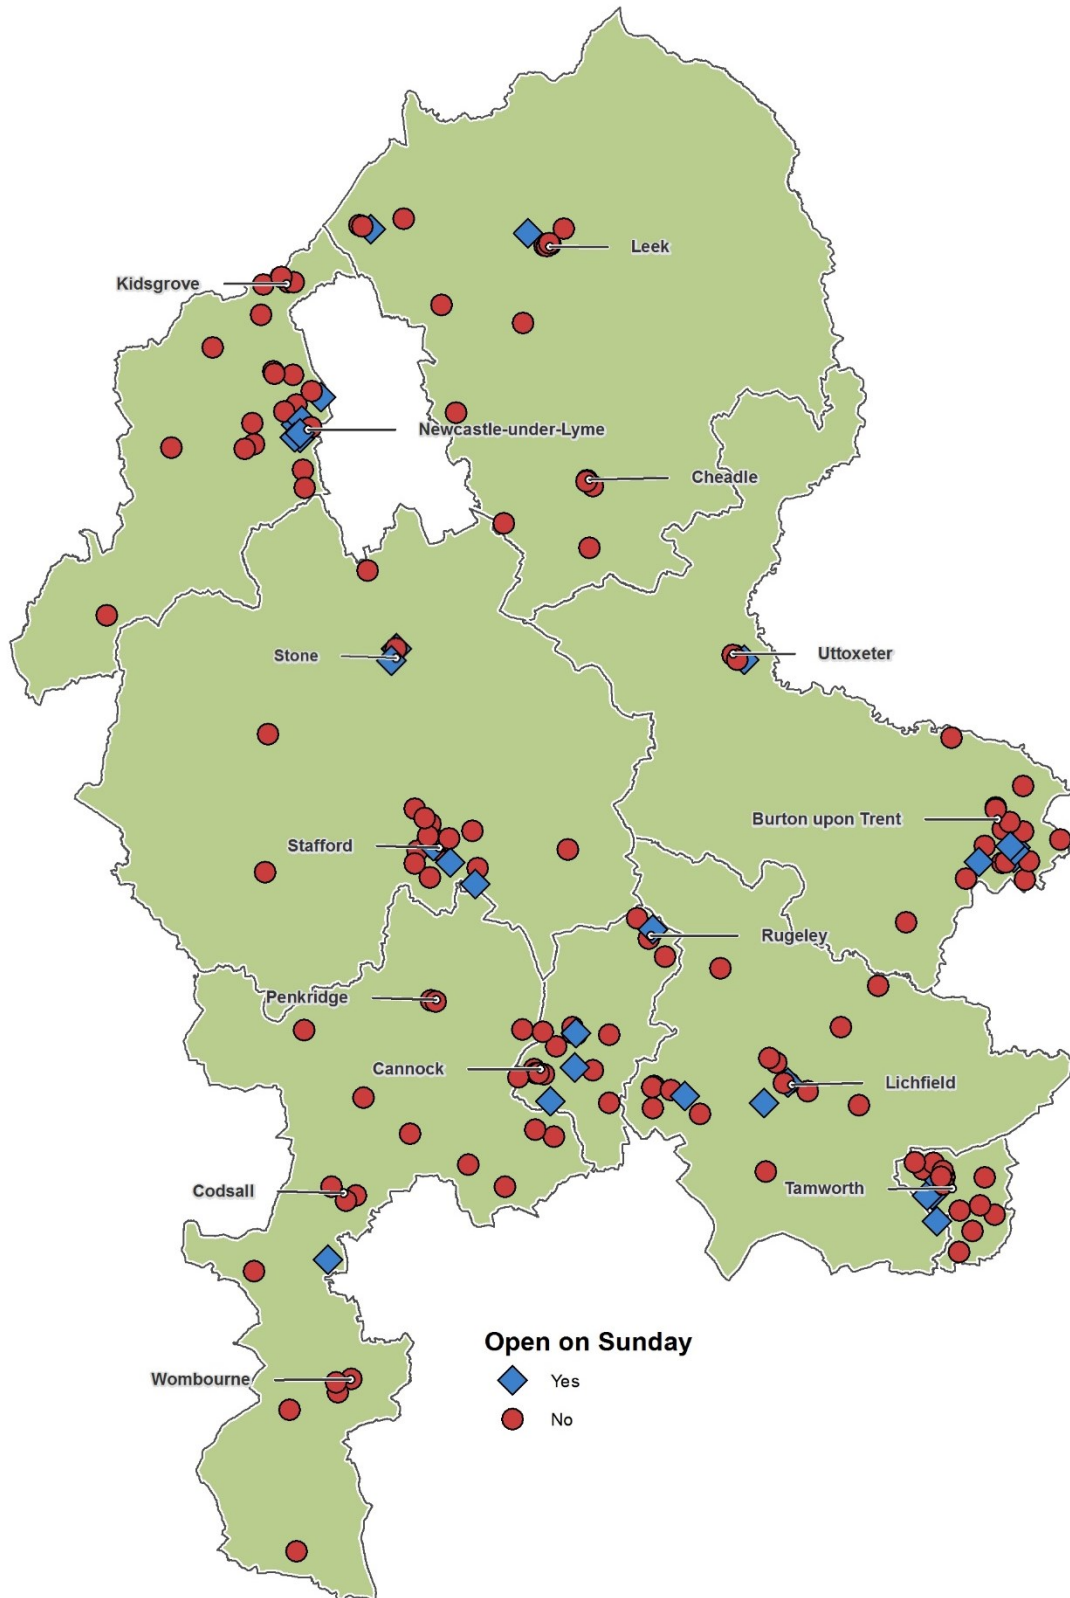 Leek
Kidsgrove
Newcastle-under-Lyme
Cheadle
Stone
Uttoxeter
Burton upon Trent
Stafford
Rugeley
Penkridge
Cannock
Lichfield
Tamworth
Codsall
Open on Sunday
Yes
Wombourne
No